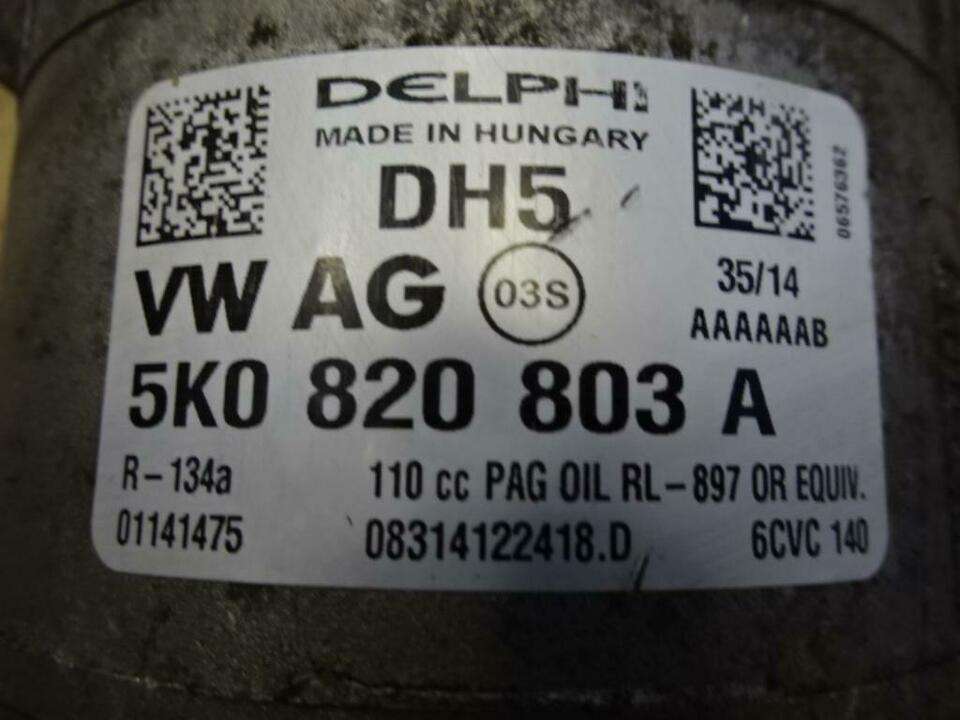 DELPHI
MADE IN HUNGARY
DH5
06576362
VW AG 03S
35/14
AAAAAAB
5K0 820 803 A
R-134a 110 cc PAG OIL RL-897 OR EQUIV.
01141475 08314122418.D 6CVC 140